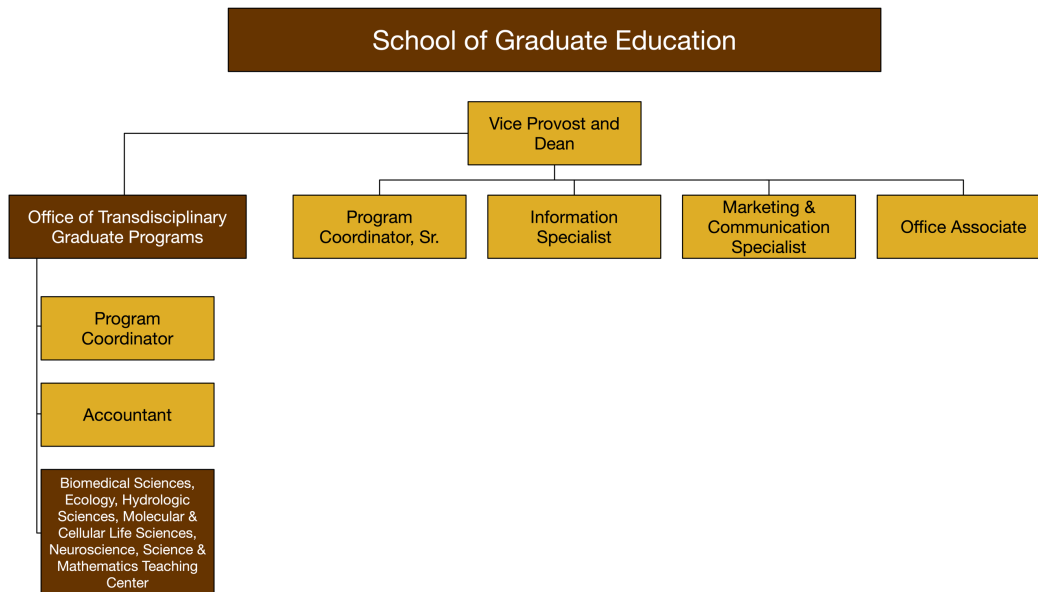 School of Graduate Education
Vice Provost and
Dean
Office of Transdisciplinary
Graduate Programs
Program
Coordinator, Sr.
Information
Specialist
Marketing &
Communication
Specialist
Office Associate
Program
Coordinator
Accountant
Biomedical Sciences,
Ecology, Hydrologic
Sciences, Molecular &
Cellular Life Sciences,
Neuroscience, Science &
Mathematics Teaching
Center